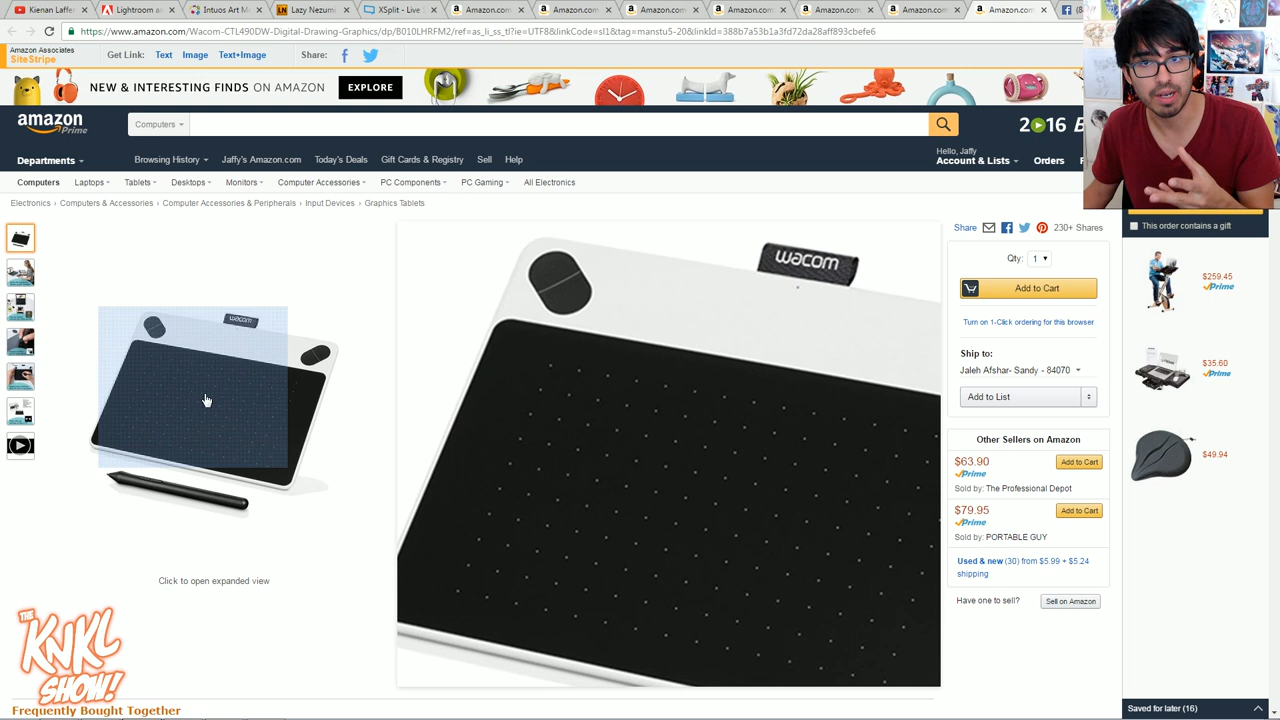 Kienan Laffer
Lightroom a
Intuos Art M
Lazy Nezumi
XSplit - Live
Amazon.com
Amazon.com
Amazon.com
Amazon.com
Amazon.com
Amazon.com
Amazon.com
https://www.amazon.com/Wacom-CTL490DW-Digital-Drawing-Graphics/
LHRFM2/ref=as_li_ss_tl?ie=UTF8&linkCode=sl1&tag=manstu5-20&linkId=388b7a53b1a3fd72da28aff893cbefe6
Amazon Associates
SiteStripe
Get Link: Text Image Text+Image Share:
NEW & INTERESTING FINDS ON AMAZON EXPLORE
amazon
Prime
Computers
2016
Departments
Browsing History Jaffy's Amazon.com Today's Deals Gift Cards & Registry Sell Help
Hello, Jaffy
Account & Lists Orders
Computers Laptops Tablets Desktops Monitors Computer Accessories PC Components PC Gaming All Electronics
Electronics › Computers & Accessories › Computer Accessories & Peripherals › Input Devices › Graphics Tablets
Share 230+ Shares
This order contains a gift
Qty: 1
Add to Cart
Turn on 1-Click ordering for this browser
Ship to:
Jaleh Afshar- Sandy - 84070
Add to List
Other Sellers on Amazon
$63.90 Add to Cart
Prime
Sold by: The Professional Depot
$79.95 Add to Cart
Prime
Sold by: PORTABLE GUY
Used & new (30) from $5.99 + $5.24
shipping
Have one to sell? Sell on Amazon
$259.45
Prime
$35.60
Prime
$49.94
Saved for later (16)
wacom
wacom
Click to open expanded view
THE
KNKL
SHOW!
Frequently Bought Together